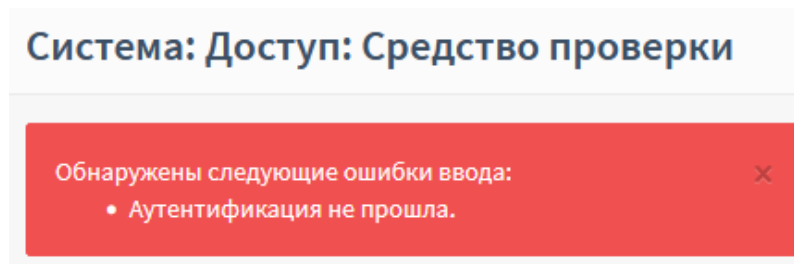 Система: Доступ: Средство проверки
Обнаружены следующие ошибки ввода:
×
• Аутентификация не прошла.